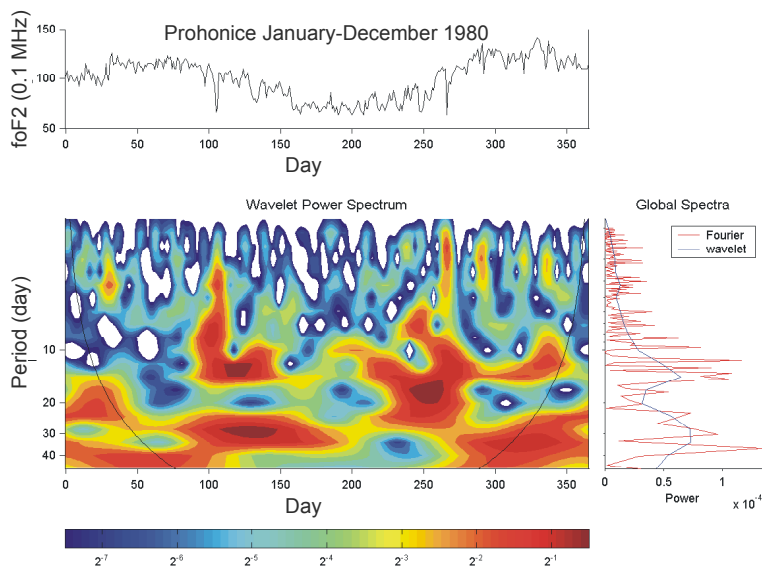 Prohonice January-December 1980
foF2 (0.1 MHz)
150
100
50
0 50 100 150 200 250 300 350
Day
Wavelet Power Spectrum
Period (day)
10
20
30
40
0 50 100 150 200 250 300 350
Day
Global Spectra
Fourier
wavelet
0 0.5 1
Power
x 10⁻⁴
2⁻⁷ 2⁻⁶ 2⁻⁵ 2⁻⁴ 2⁻³ 2⁻² 2⁻¹